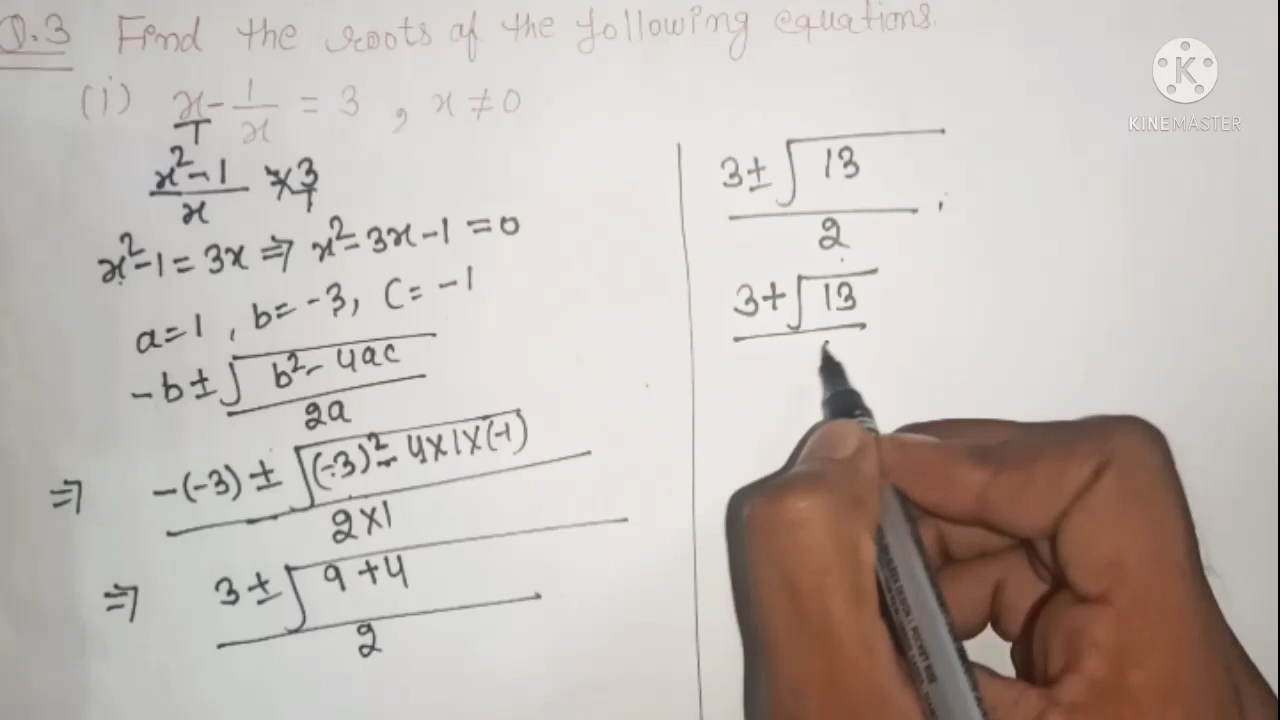 Q.3 Find the roots of the following equations.
(i) x/1 - 1/x = 3 , x ≠ 0
x² - 1 / x = 3/1
x² - 1 = 3x ⇒ x² - 3x - 1 = 0
a = 1 , b = -3, C = -1
-b ± √b² - 4ac / 2a
⇒ -(-3) ± √(-3)² - 4 × 1 × (-1) / 2 × 1
⇒ 3 ± √9 + 4 / 2
3 ± √13 / 2 ,
3 + √13
KINEMASTER